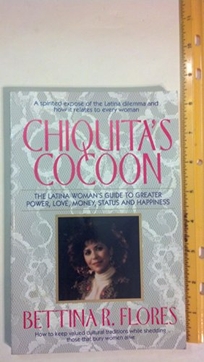 A spirited expose of the Latina dilemma and
how it relates to every woman
CHIQUITA'S
COCOON
THE LATINA WOMAN'S GUIDE TO GREATER
POWER, LOVE, MONEY, STATUS AND HAPPINESS
BETTINA R. FLORES
How to keep valued cultural traditions while shedding
those that bury women alive